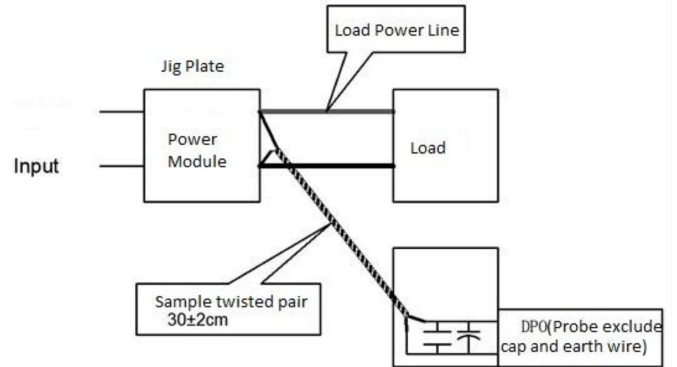 Load Power Line
Jig Plate
Power
Module
Load
Input
Sample twisted pair
30±2cm
DPO(Probe exclude
cap and earth wire)